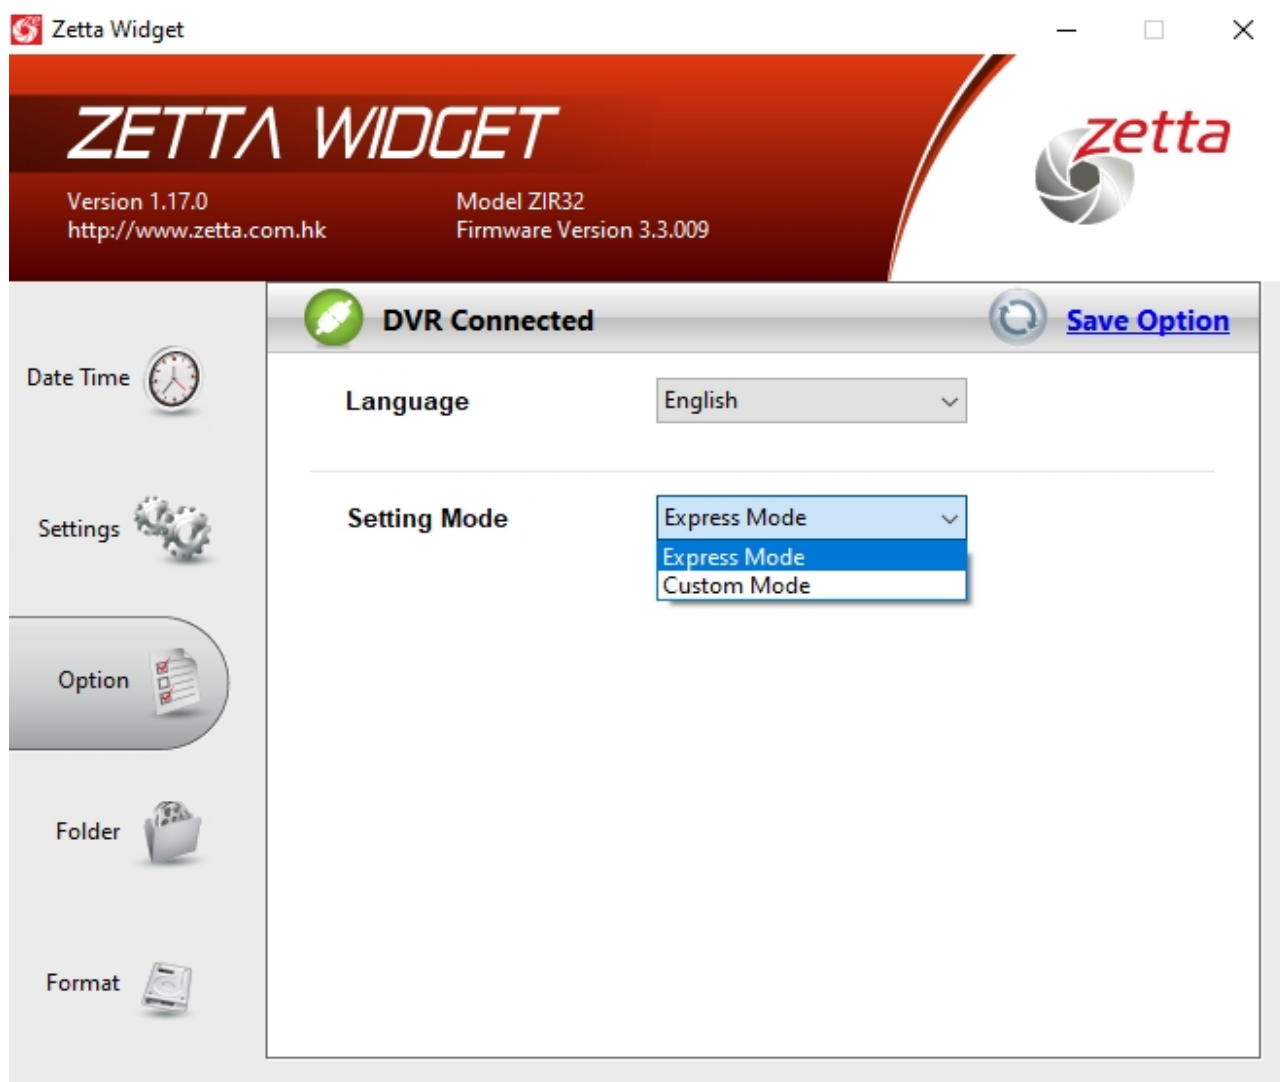 Zetta Widget
ZETTA WIDGET
zetta
Version 1.17.0
Model ZIR32
http://www.zetta.com.hk
Firmware Version 3.3.009
DVR Connected
Save Option
Date Time
Language
English
Settings
Setting Mode
Express Mode
Express Mode
Custom Mode
Option
Folder
Format